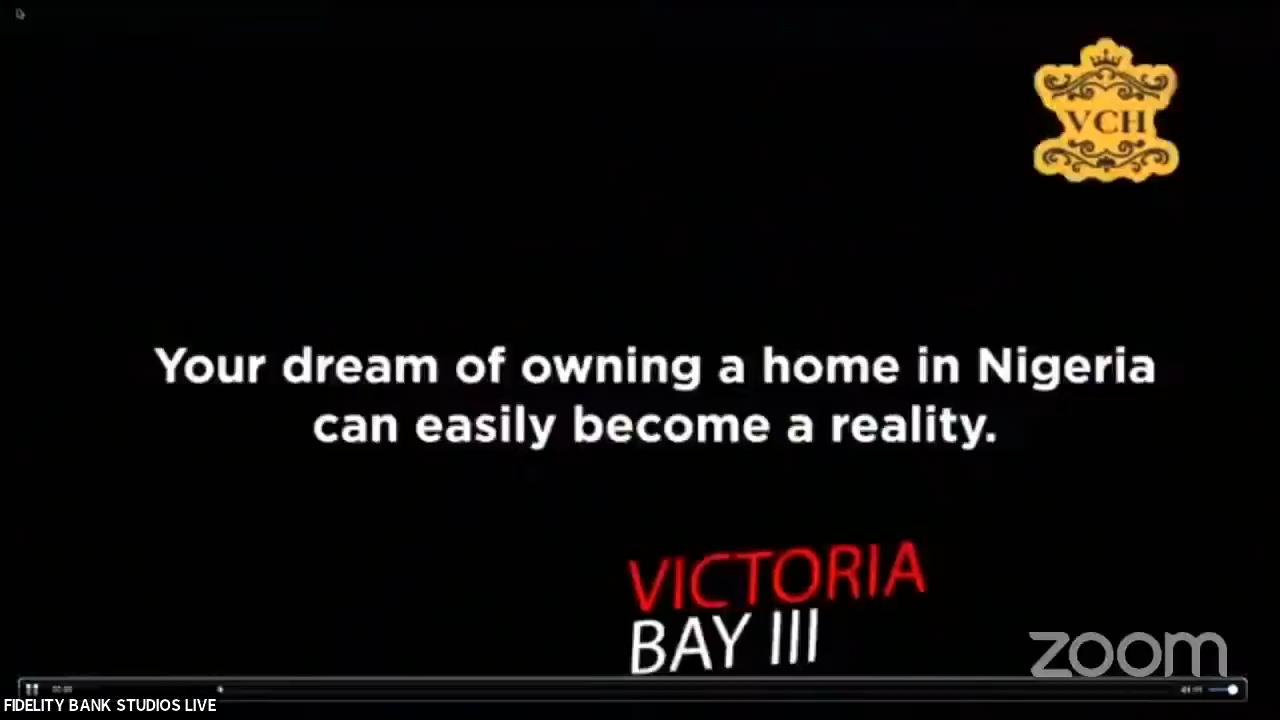 VCH
Your dream of owning a home in Nigeria
can easily become a reality.
VICTORIA
BAY III
zoom
FIDELITY BANK STUDIOS LIVE